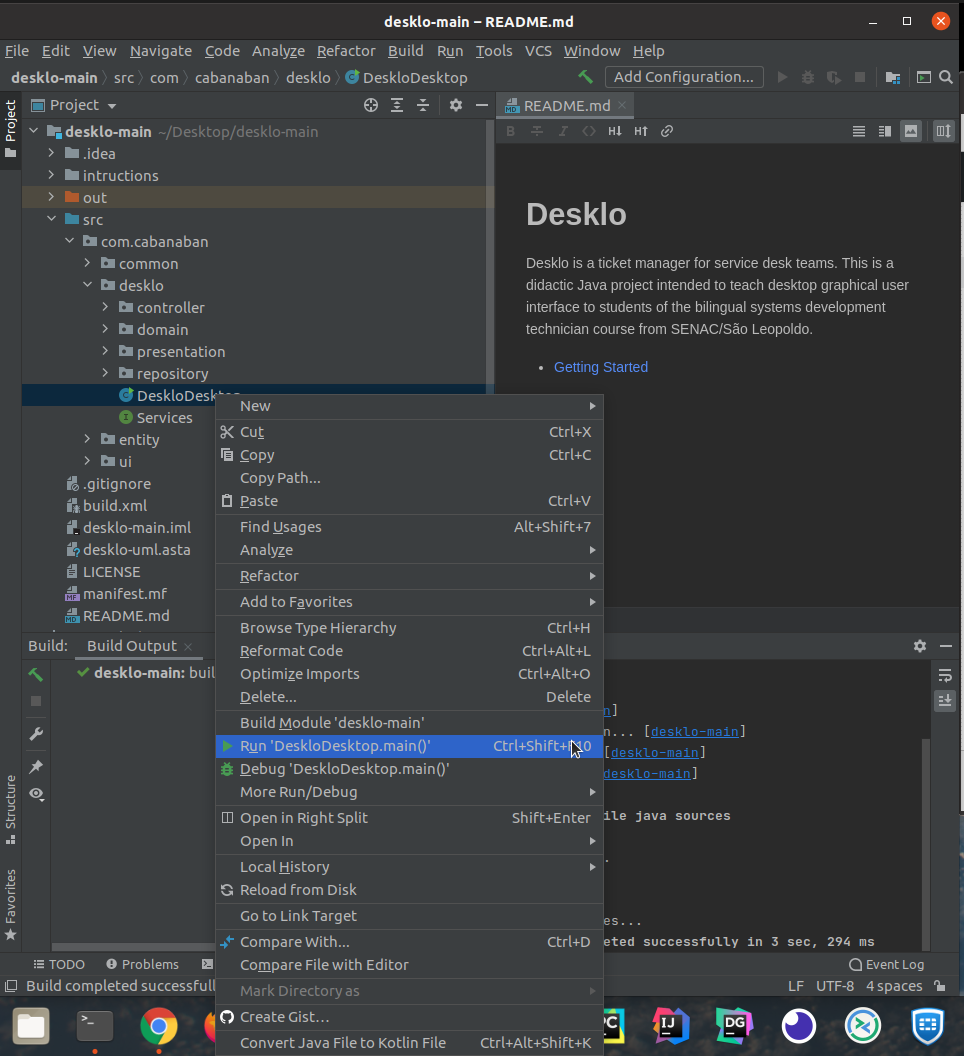 desklo-main – README.md
File Edit View Navigate Code Analyze Refactor Build Run Tools VCS Window Help
desklo-main src com cabanaban desklo DeskloDesktop Add Configuration...
Project
Project
README.md
desklo-main ~/Desktop/desklo-main
.idea
intructions
out
src
com.cabanaban
common
desklo
controller
domain
presentation
repository
DeskloDesktop
Services
entity
ui
.gitignore
build.xml
desklo-main.iml
desklo-uml.asta
LICENSE
manifest.mf
README.md
Desklo
Desklo is a ticket manager for service desk teams. This is a
didactic Java project intended to teach desktop graphical user
interface to students of the bilingual systems development
technician course from SENAC/São Leopoldo.
• Getting Started
New
Cut Ctrl+X
Copy Ctrl+C
Copy Path...
Paste Ctrl+V
Find Usages Alt+Shift+7
Analyze
Refactor
Add to Favorites
Browse Type Hierarchy Ctrl+H
Reformat Code Ctrl+Alt+L
Optimize Imports Ctrl+Alt+O
Delete... Delete
Build Module 'desklo-main'
Run 'DeskloDesktop.main()' Ctrl+Shift+F10
Debug 'DeskloDesktop.main()'
More Run/Debug
Open in Right Split Shift+Enter
Open In
Local History
Reload from Disk
Go to Link Target
Compare With... Ctrl+D
Compare File with Editor
Mark Directory as
Create Gist...
Convert Java File to Kotlin File Ctrl+Alt+Shift+K
Build: Build Output
desklo-main: buil
n]
n... [desklo-main]
[desklo-main]
desklo-main]
ile java sources
.
es...
eted successfully in 3 sec, 294 ms
Structure
Favorites
TODO Problems Event Log
Build completed successfull LF UTF-8 4 spaces
>_ PC IJ DG